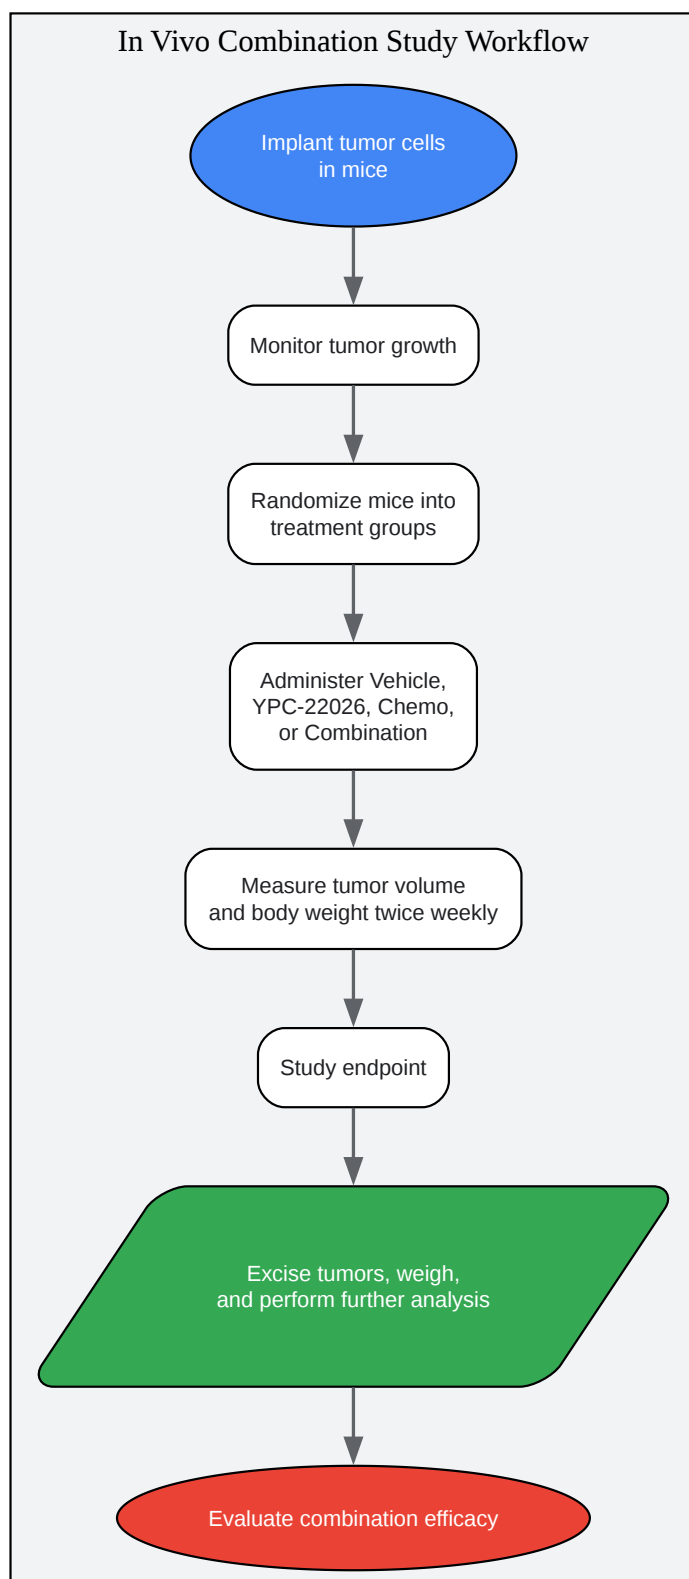 In Vivo Combination Study Workflow
Implant tumor cells
in mice
Monitor tumor growth
Randomize mice into
treatment groups
Administer Vehicle,
YPC-22026, Chemo,
or Combination
Measure tumor volume
and body weight twice weekly
Study endpoint
Excise tumors, weigh,
and perform further analysis
Evaluate combination efficacy